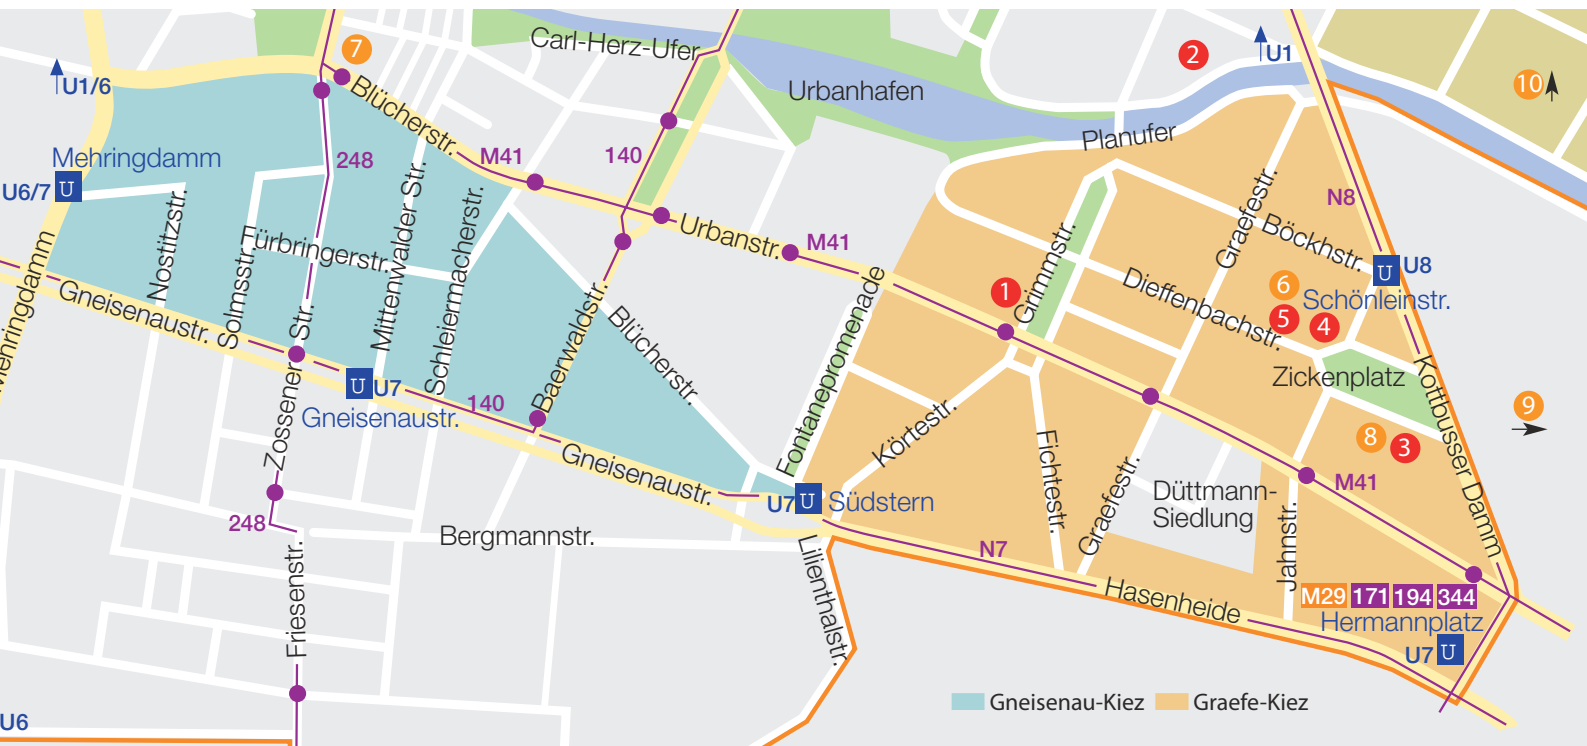 7
Carl-Herz-Ufer
2
U1
U1/6
Urbanhafen
10
Blücherstr.
Planufer
Mehringdamm
U
U6/7
248
M41
140
Mittenwalder Str.
Schleiermacherstr.
Nostitzstr.
Solmsstr.
Fürbringerstr.
Urbanstr.
M41
Graefestr.
N8
Böckhstr.
U
U8
Schönleinstr.
Grimmstr.
Dieffenbachstr.
1
6
5
4
Mehringdamm
Gneisenaustr.
Zossener
Str.
U
U7
Gneisenaustr.
140
Baerwaldstr.
Blücherstr.
Fontanepromenade
Zickenplatz
Kottbusser Damm
9
8
3
Körtestr.
Gneisenaustr.
Fichtestr.
Graefestr.
Düttmann-
Siedlung
M41
U7
U
Südstern
248
Bergmannstr.
Friesenstr.
Lilienthalstr.
N7
Hasenheide
Jahnstr.
M29
171
194
344
Hermannplatz
U7
U
U6
Gneisenau-Kiez
Graefe-Kiez